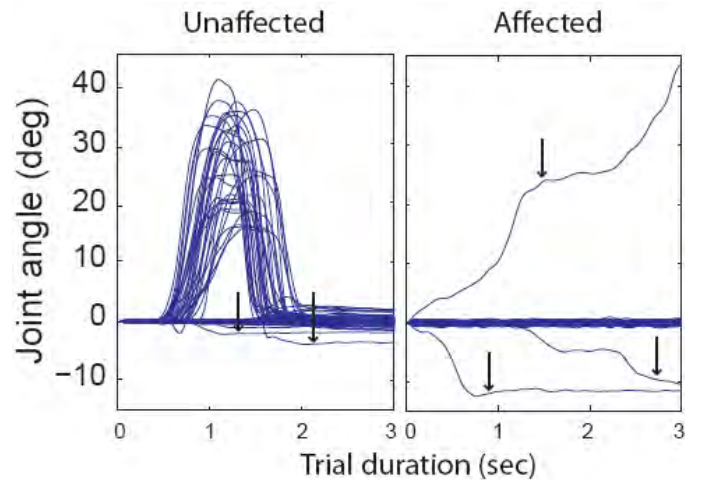 Unaffected
Affected
Joint angle (deg)
40
30
20
10
0
−10
0 1 2 3
0 1 2 3
Trial duration (sec)